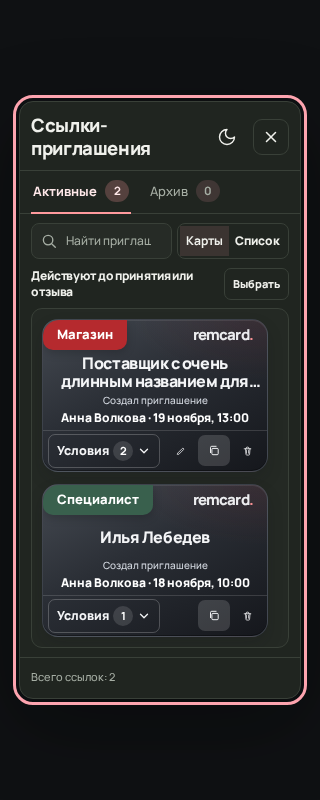 Ссылки-
приглашения
Активные 2 Архив 0
Найти приглаш Карты Список
Действуют до принятия или
отзыва
Выбрать
Магазин remcard.
Поставщик с очень
длинным названием для...
Создал приглашение
Анна Волкова · 19 ноября, 13:00
Условия 2
Специалист remcard.
Илья Лебедев
Создал приглашение
Анна Волкова · 18 ноября, 10:00
Условия 1
Всего ссылок: 2